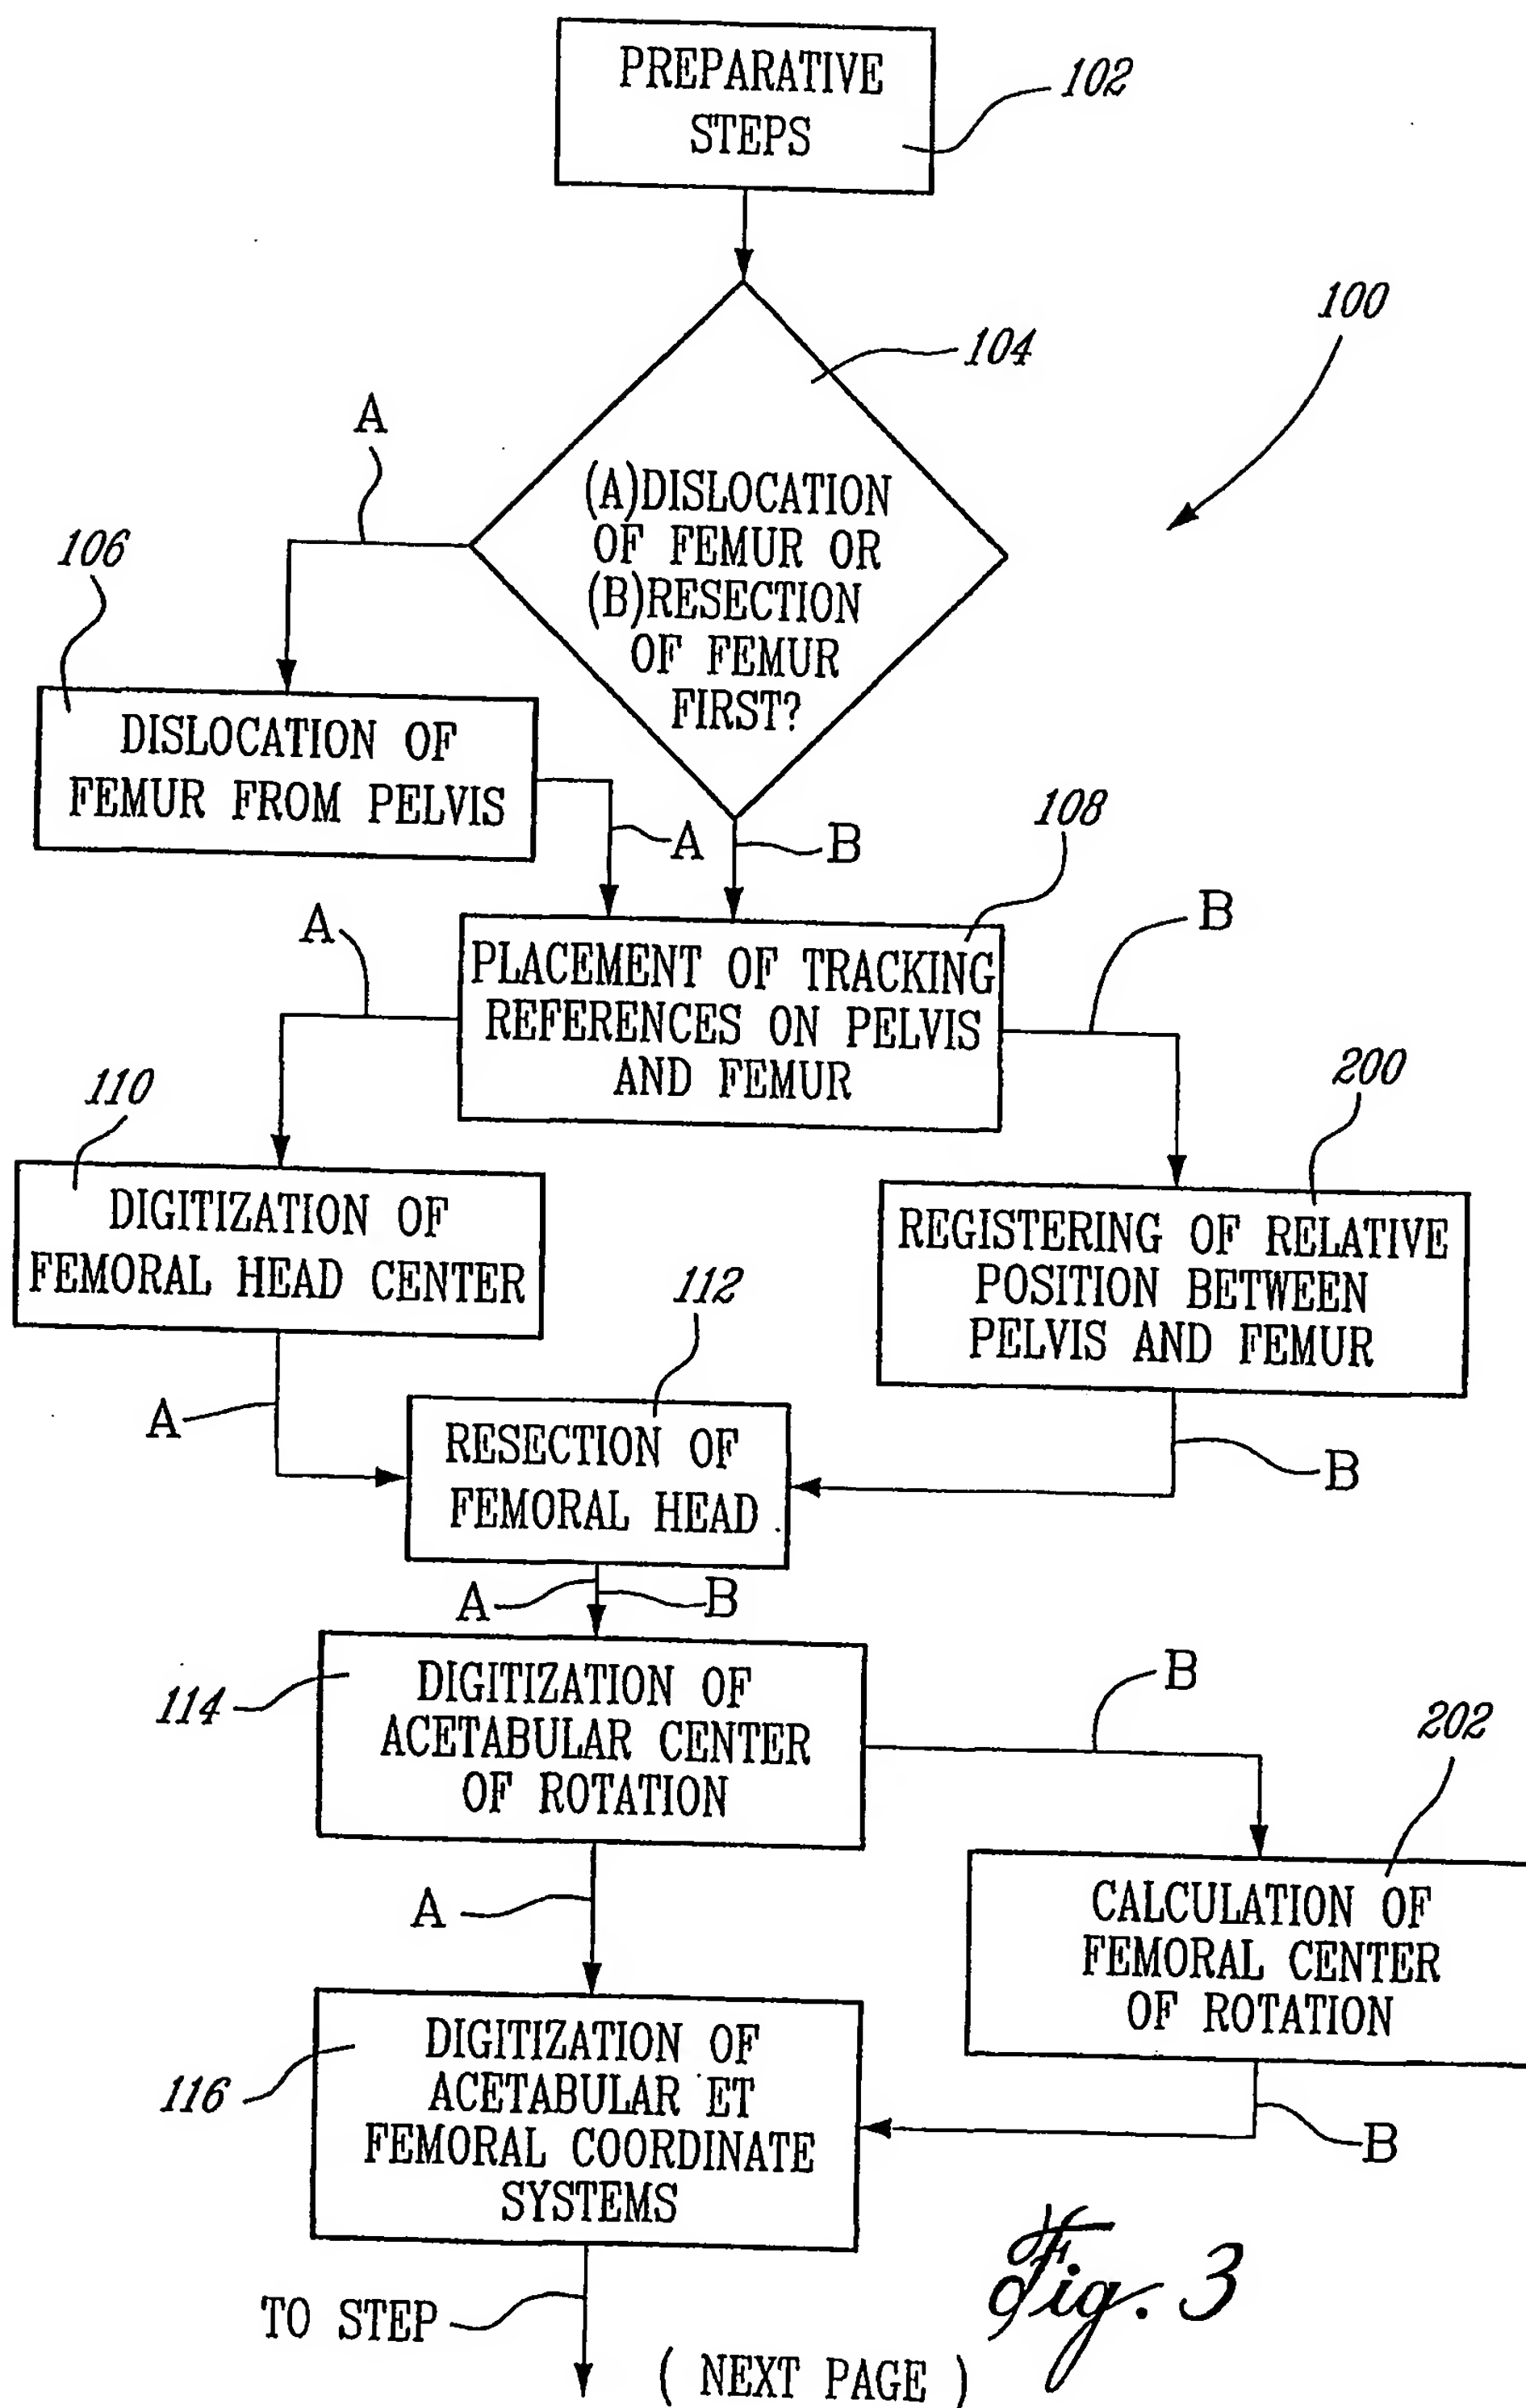 PREPARATIVE
STEPS
102
100
104
(A)DISLOCATION
OF FEMUR OR
(B)RESECTION
OF FEMUR
FIRST?
A
106
DISLOCATION OF
FEMUR FROM PELVIS
A
B
108
PLACEMENT OF TRACKING
REFERENCES ON PELVIS
AND FEMUR
A
B
110
DIGITIZATION OF
FEMORAL HEAD CENTER
200
REGISTERING OF RELATIVE
POSITION BETWEEN
PELVIS AND FEMUR
A
112
RESECTION OF
FEMORAL HEAD
B
A
B
114
DIGITIZATION OF
ACETABULAR CENTER
OF ROTATION
B
202
CALCULATION OF
FEMORAL CENTER
OF ROTATION
A
116
DIGITIZATION OF
ACETABULAR ET
FEMORAL COORDINATE
SYSTEMS
B
TO STEP
( NEXT PAGE )
Fig. 3